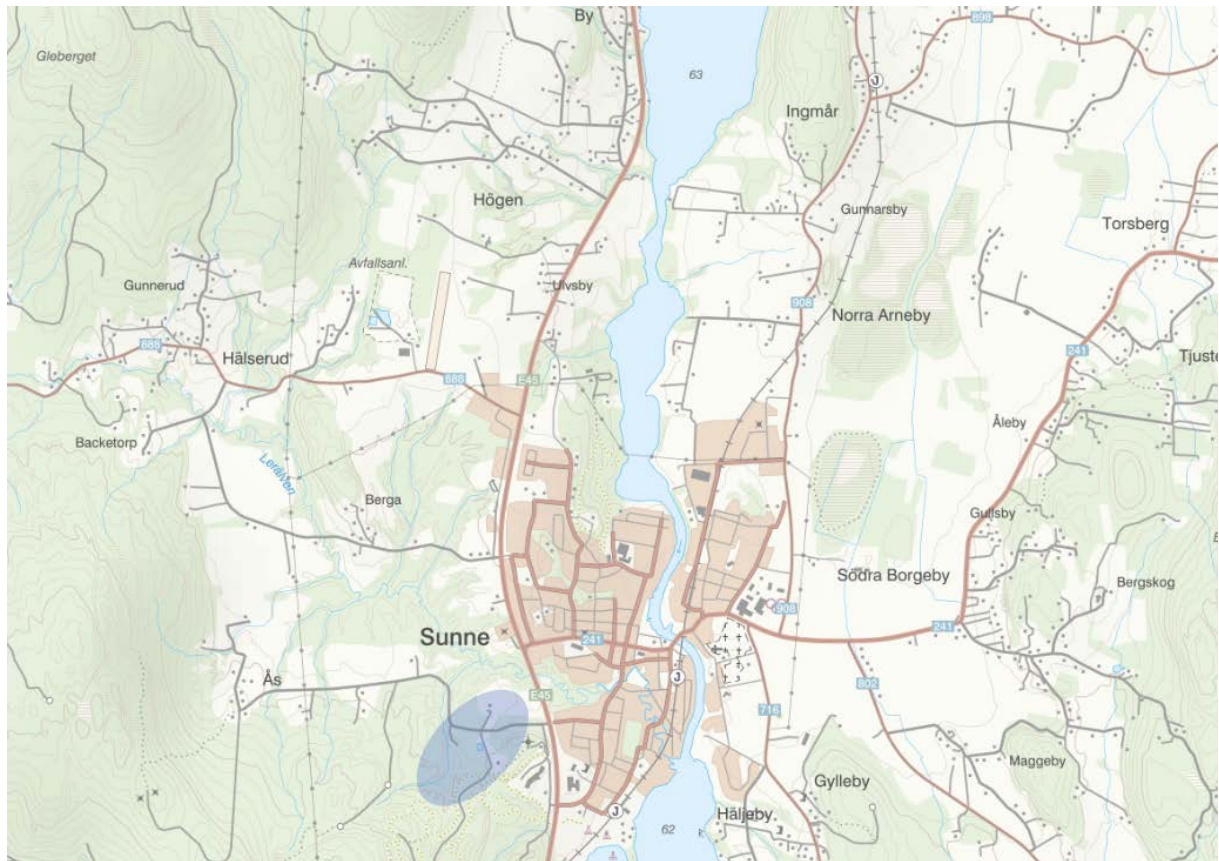 By
898
Gleberget
63
Ingmår
Högen
Gunnarsby
Torsberg
Avfallsanl.
Gunnerud
Ulvsby
908
Norra Arneby
888
Hälserud
241
Tjuste
E45
888
Backetorp
Åleby
Lerälven
Berga
Gullsby
Södra Borgeby
Bergskog
908
Sunne
241
241
Ås
802
E45
716
Maggeby
Gylleby
Häljeby
62